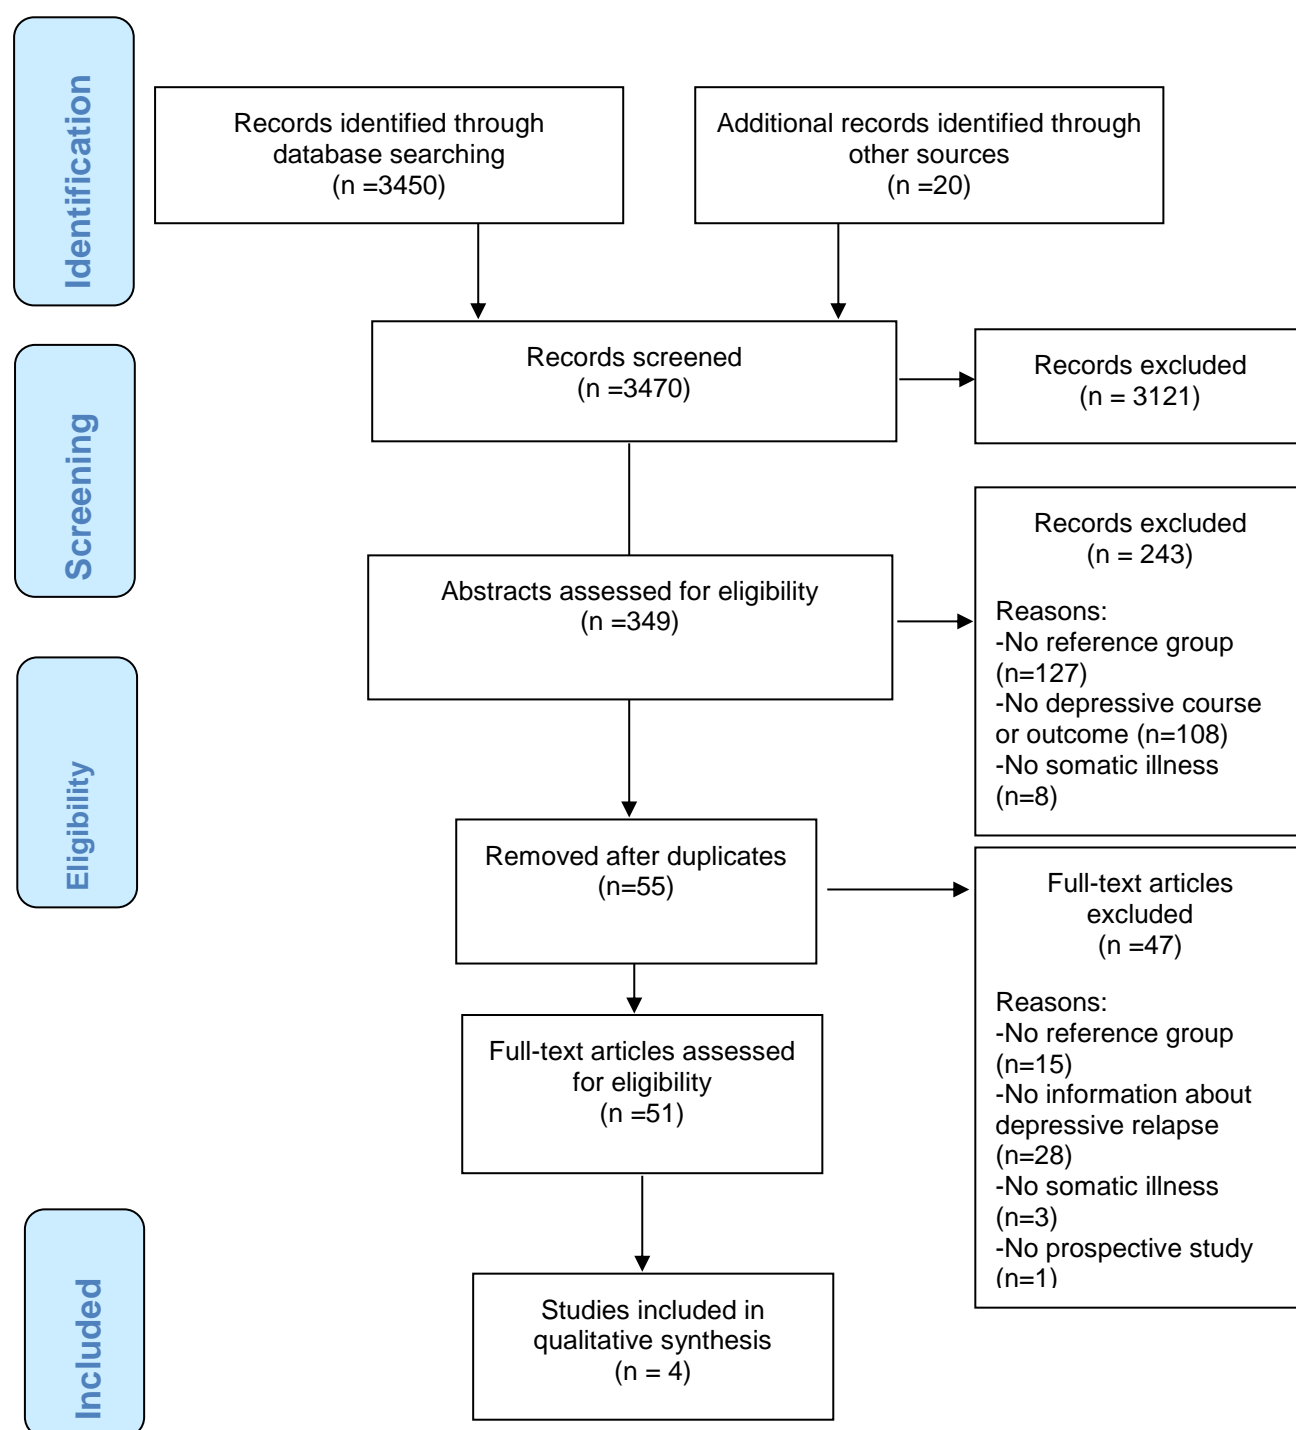 Identification
Records identified through
database searching
(n =3450)
Additional records identified through
other sources
(n =20)
Screening
Records screened
(n =3470)
Records excluded
(n = 3121)
Abstracts assessed for eligibility
(n =349)
Records excluded
(n = 243)
Reasons:
-No reference group
(n=127)
-No depressive course
or outcome (n=108)
-No somatic illness
(n=8)
Eligibility
Removed after duplicates
(n=55)
Full-text articles
excluded
(n =47)
Reasons:
-No reference group
(n=15)
-No information about
depressive relapse
(n=28)
-No somatic illness
(n=3)
-No prospective study
(n=1)
Full-text articles assessed
for eligibility
(n =51)
Included
Studies included in
qualitative synthesis
(n = 4)